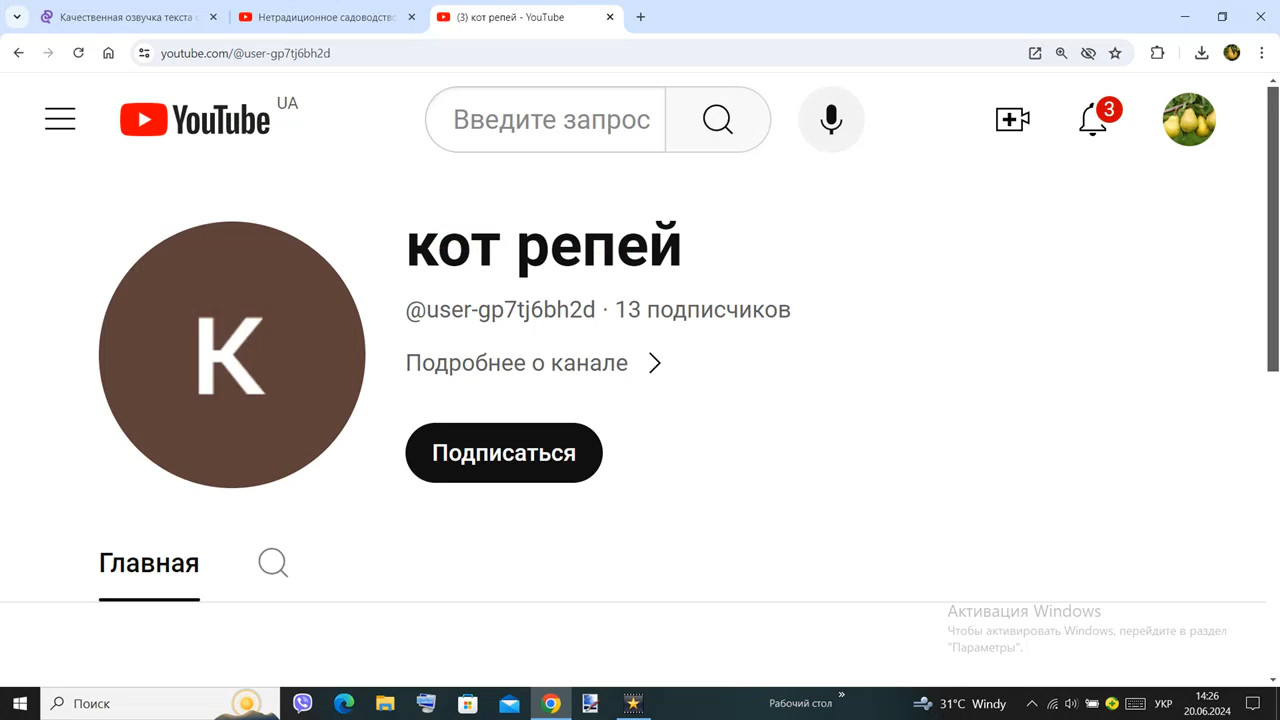 Качественная озвучка текста
Нетрадиционное садоводство
(3) кот репей - YouTube
youtube.com/@user-gp7tj6bh2d
YouTube
UA
Введите запрос
3
К
кот репей
@user-gp7tj6bh2d · 13 подписчиков
Подробнее о канале
Подписаться
Главная
Активация Windows
Чтобы активировать Windows, перейдите в раздел
"Параметры".
Поиск
Рабочий стол
»
31°C Windy
УКР
14:26
20.06.2024